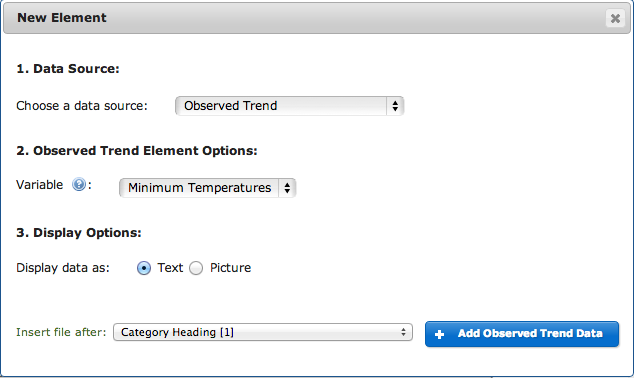 New Element
1. Data Source:
Choose a data source: Observed Trend
2. Observed Trend Element Options:
Variable ? : Minimum Temperatures
3. Display Options:
Display data as: Text Picture
Insert file after: Category Heading [1] + Add Observed Trend Data